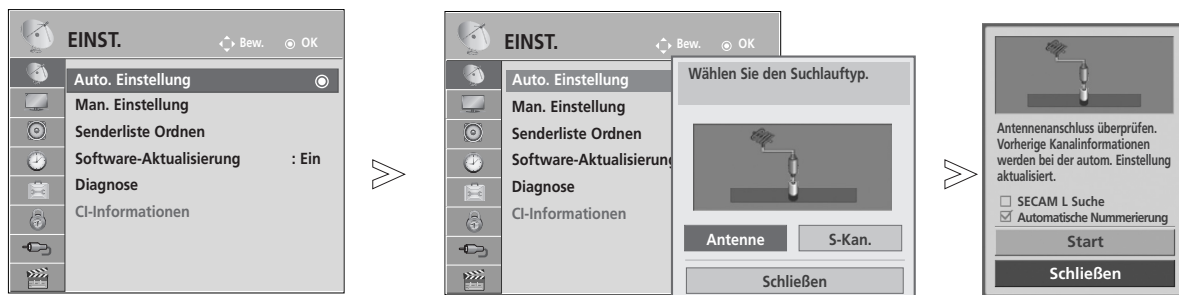 EINST.
Bew. OK
Auto. Einstellung
Man. Einstellung
Senderliste Ordnen
Software-Aktualisierung : Ein
Diagnose
CI-Informationen
EINST.
Bew. OK
Auto. Einstellung
Man. Einstellung
Senderliste Ordnen
Software-Aktualisierung
Diagnose
CI-Informationen
Wählen Sie den Suchlauftyp.
Antenne S-Kan.
Schließen
Antennenanschluss überprüfen.
Vorherige Kanalinformationen
werden bei der autom. Einstellung
aktualisiert.
SECAM L Suche
Automatische Nummerierung
Start
Schließen